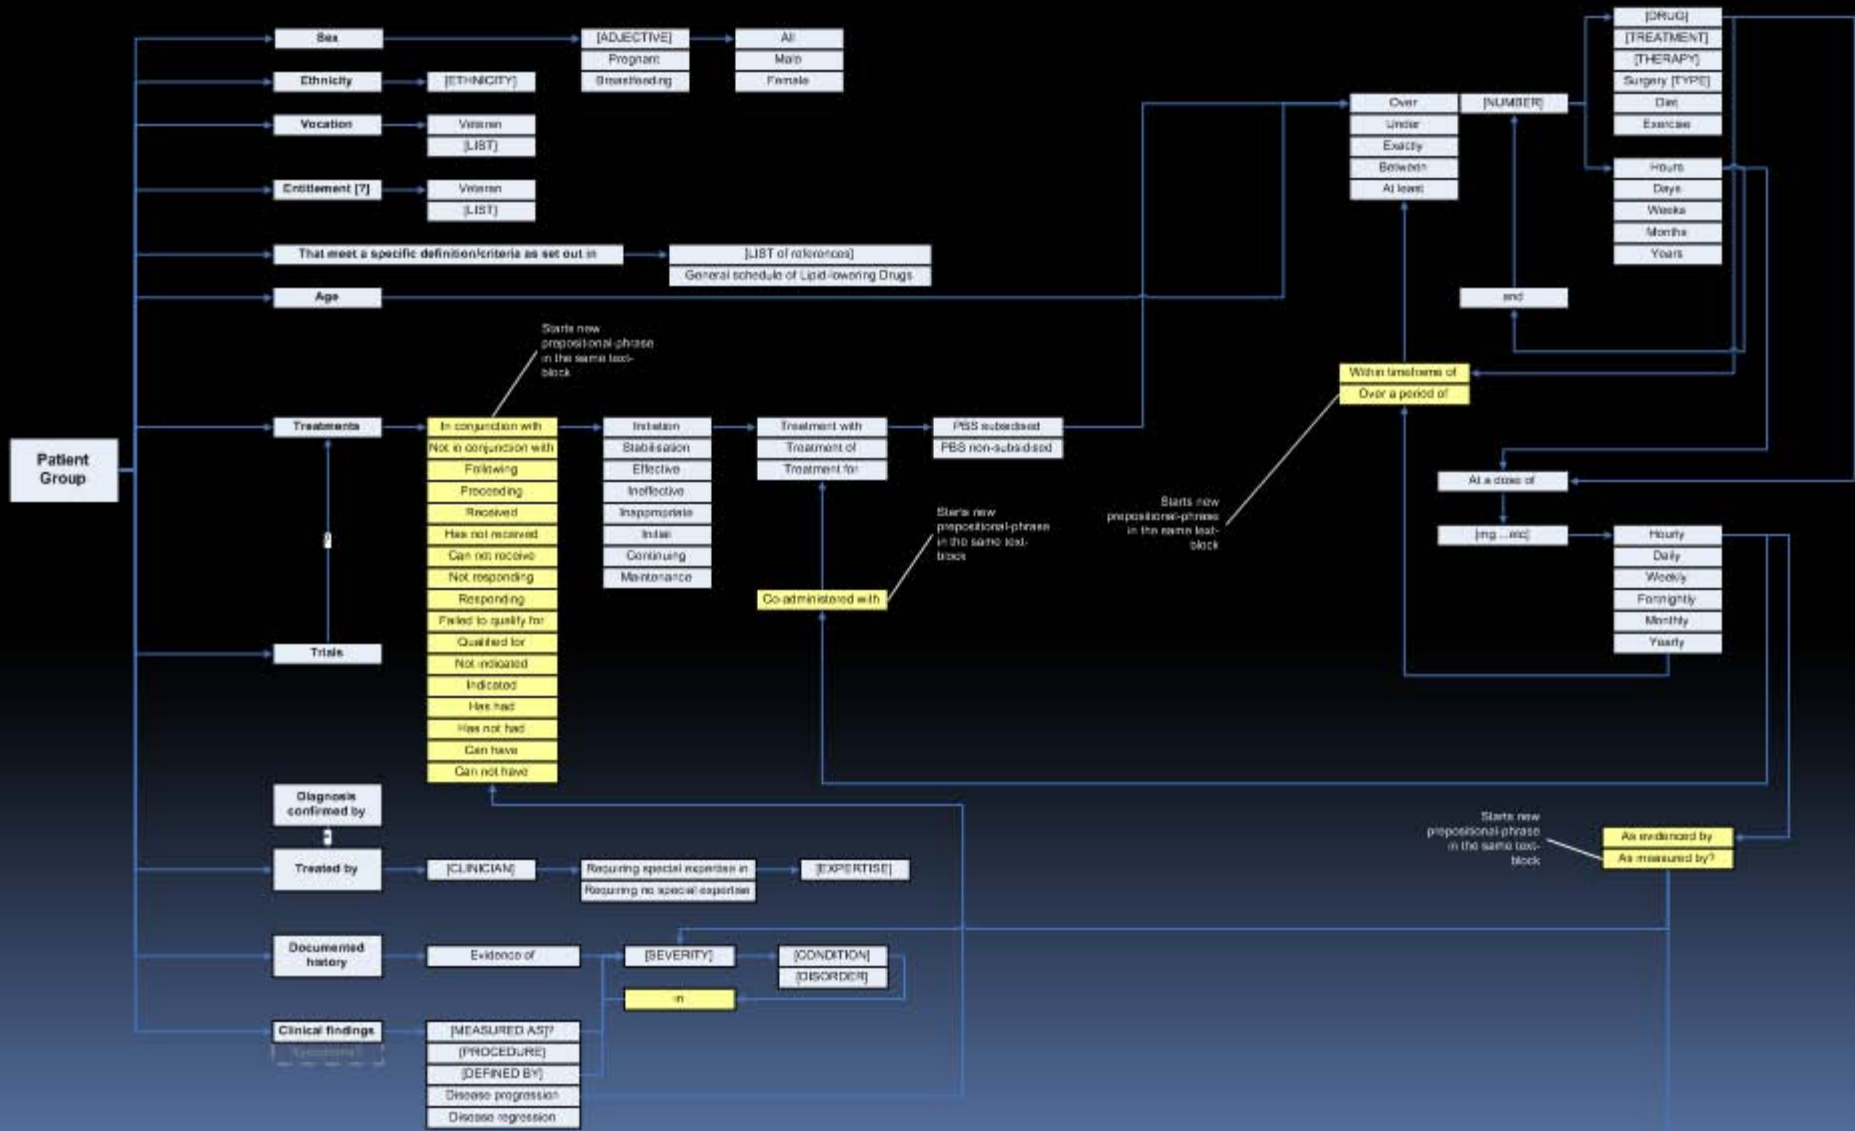 Patient
Group
Sex
[ADJECTIVE]
Pregnant
Breastfeeding
All
Male
Female
Ethnicity
[ETHNICITY]
Vocation
Veteran
[LIST]
Entitlement [?]
Veteran
[LIST]
That meet a specific definition/criteria as set out in
[LIST of references]
General schedule of Lipid-lowering Drugs
Age
Over
Under
Exactly
Between
At least
[NUMBER]
and
[DRUG]
[TREATMENT]
[THERAPY]
Surgery [TYPE]
Diet
Exercise
Hours
Days
Weeks
Months
Years
Starts new
prepositional-phrase
in the same text-
block
Treatments
In conjunction with
Not in conjunction with
Following
Preceeding
Received
Has not received
Can not receive
Not responding
Responding
Failed to qualify for
Qualified for
Not indicated
Indicated
Has had
Has not had
Can have
Can not have
Initiation
Stabilisation
Effective
Ineffective
Inappropriate
Initial
Continuing
Maintenance
Treatment with
Treatment of
Treatment for
PBS subsidised
PBS non-subsidised
Co-administered with
Starts new
prepositional-phrase
in the same text-
block
Within timeframe of
Over a period of
Starts new
prepositional-phrase
in the same text-
block
At a dose of
[mg ...etc]
Hourly
Daily
Weekly
Fortnightly
Monthly
Yearly
Trials
Diagnosis
confirmed by
Treated by
[CLINICIAN]
Requiring special expertise in
Requiring no special expertise
[EXPERTISE]
Starts new
prepositional-phrase
in the same text-
block
As evidenced by
As measured by?
Documented
history
Evidence of
[SEVERITY]
in
[CONDITION]
[DISORDER]
Clinical findings
[MEASURED AS]?
[PROCEDURE]
[DEFINED BY]
Disease progression
Disease regression